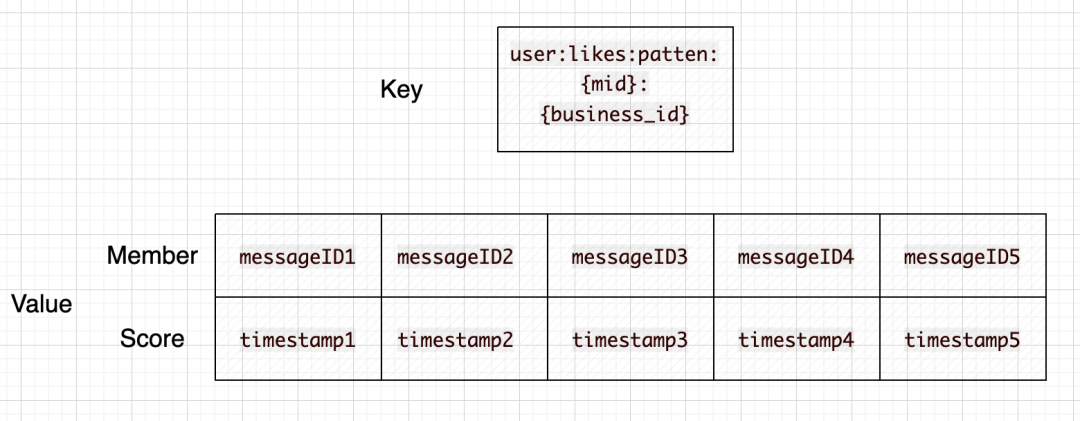 user:likes:patten:
{mid}:
{business_id}
Key
Member
messageID1
messageID2
messageID3
messageID4
messageID5
Value
Score
timestamp1
timestamp2
timestamp3
timestamp4
timestamp5